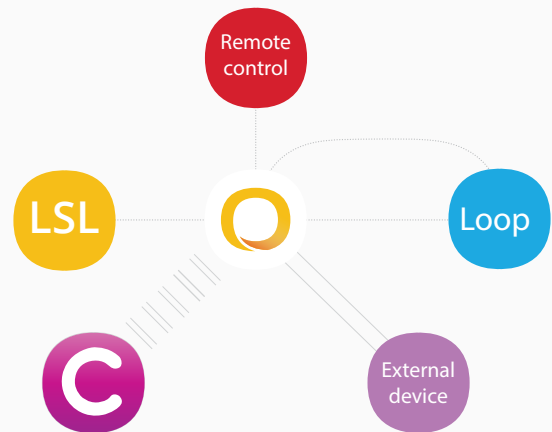 Remote
control
LSL
Loop
C
External
device